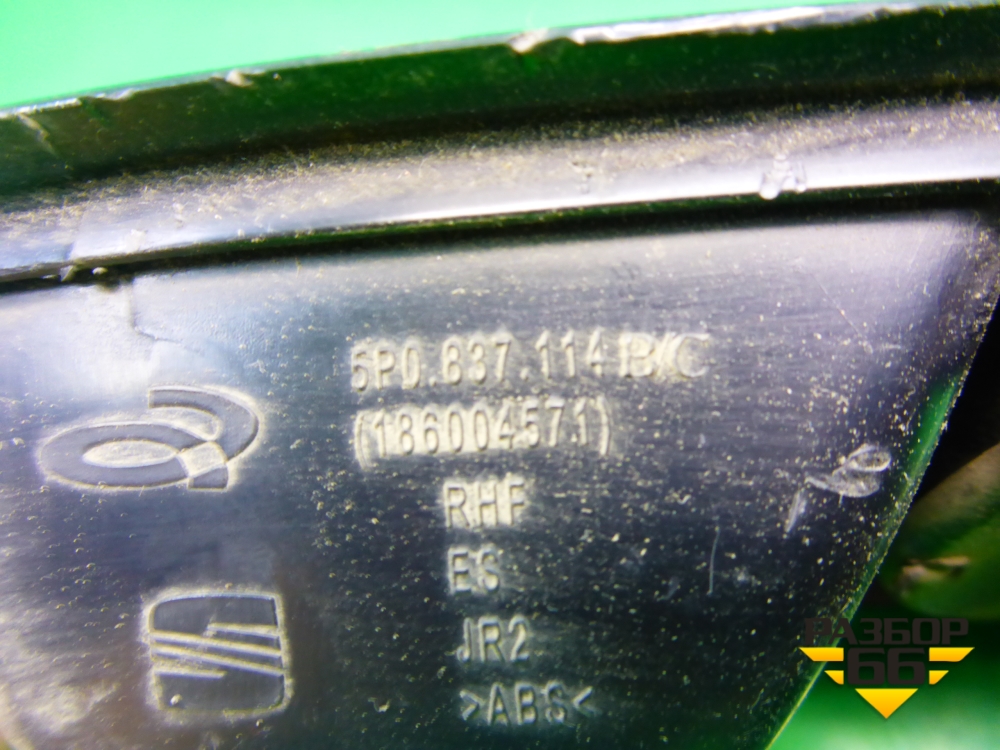 5P0.837.114 B/C
(186004571)
RHF
ES
JR2
>ABS<
РАЗБОР
66